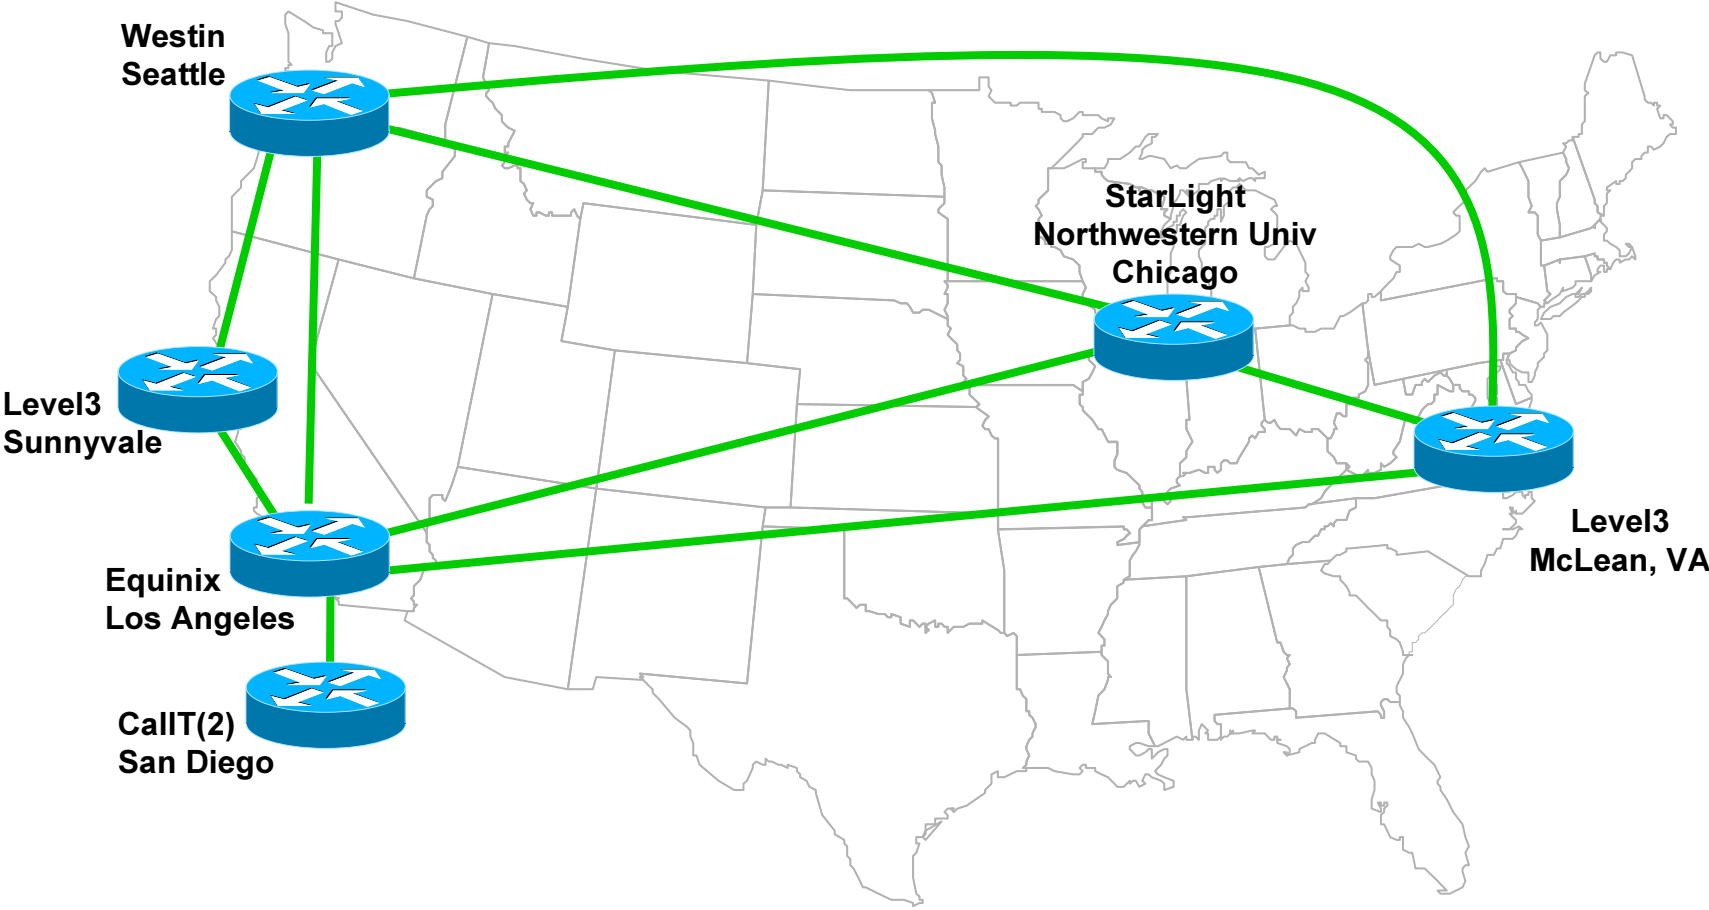 Westin
Seattle
StarLight
Northwestern Univ
Chicago
Level3
Sunnyvale
Level3
McLean, VA
Equinix
Los Angeles
CalIT(2)
San Diego